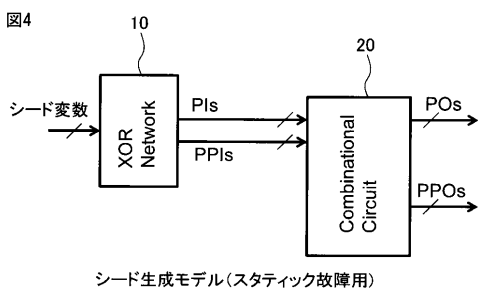 図4
10
シード変数
XOR
Network
PIs
PPIs
20
Combinational
Circuit
POs
PPOs
シード生成モデル(スタティック故障用)